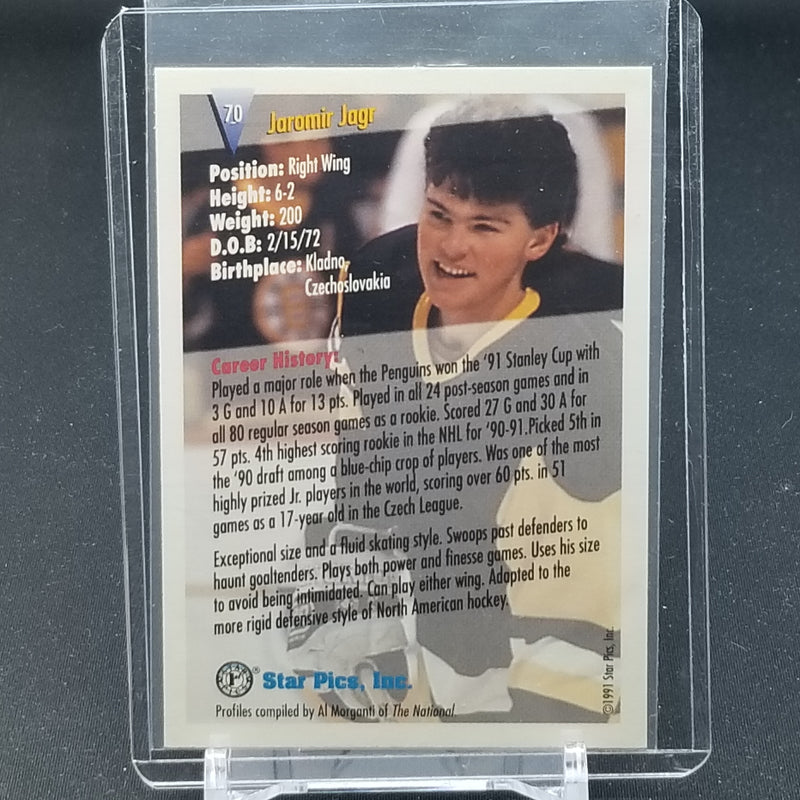 70
Jaromir Jagr
Position: Right Wing
Height: 6-2
Weight: 200
D.O.B: 2/15/72
Birthplace: Kladno,
Czechoslovakia
Career History:
Played a major role when the Penguins won the '91 Stanley Cup with
3 G and 10 A for 13 pts. Played in all 24 post-season games and in
all 80 regular season games as a rookie. Scored 27 G and 30 A for
57 pts. 4th highest scoring rookie in the NHL for '90-91.Picked 5th in
the '90 draft among a blue-chip crop of players. Was one of the most
highly prized Jr. players in the world, scoring over 60 pts. in 51
games as a 17-year old in the Czech League.
Exceptional size and a fluid skating style. Swoops past defenders to
haunt goaltenders. Plays both power and finesse games. Uses his size
to avoid being intimidated. Can play either wing. Adapted to the
more rigid defensive style of North American hockey.
® Star Pics, Inc.
Profiles compiled by Al Morganti of The National.
©1991 Star Pics, Inc.